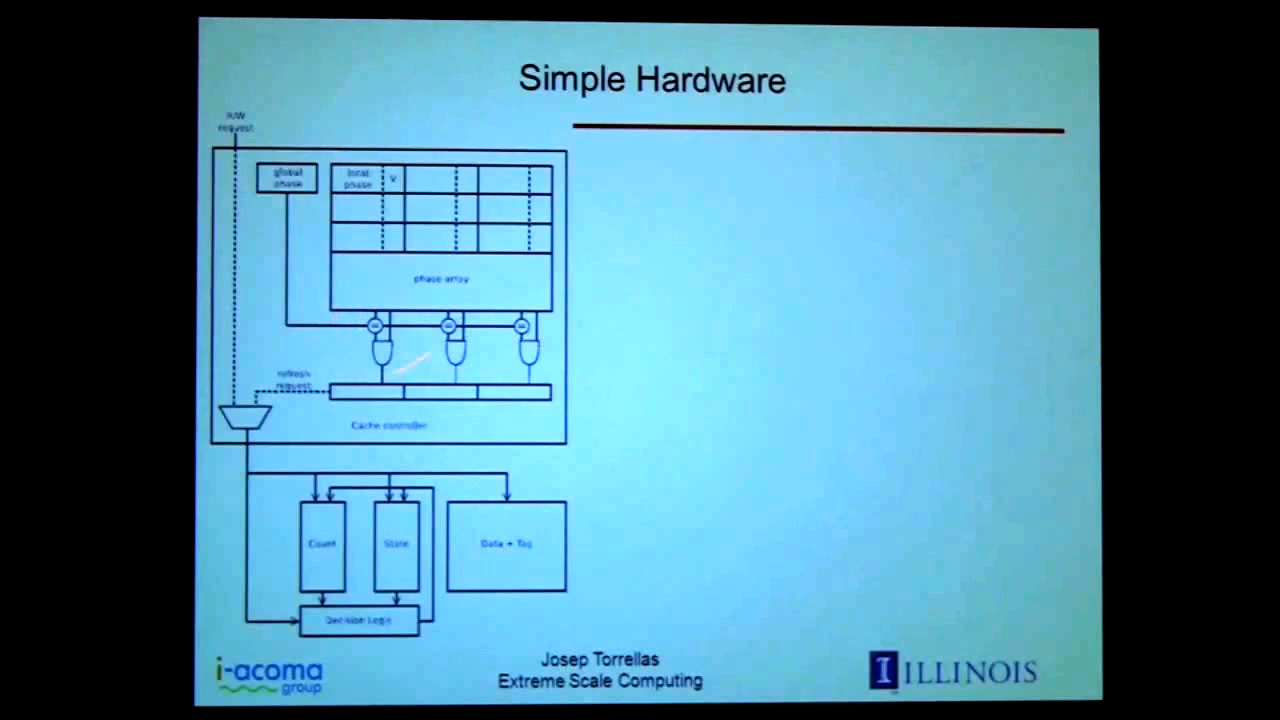 Simple Hardware
R/W
request
global
phase
local
phase
V
phase array
=
=
=
refresh
request
Cache controller
Count
State
Data + Tag
Decision Logic
i-acoma
group
Josep Torrellas
Extreme Scale Computing
I ILLINOIS